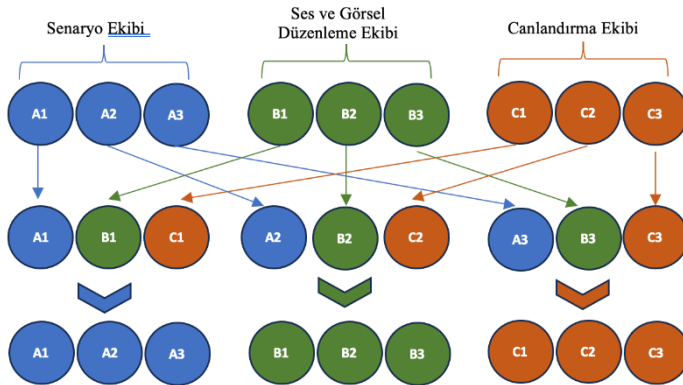 Senaryo Ekibi
Ses ve Görsel
Düzenleme Ekibi
Canlandırma Ekibi
A1 A2 A3 B1 B2 B3 C1 C2 C3
A1 B1 C1 A2 B2 C2 A3 B3 C3
A1 A2 A3 B1 B2 B3 C1 C2 C3